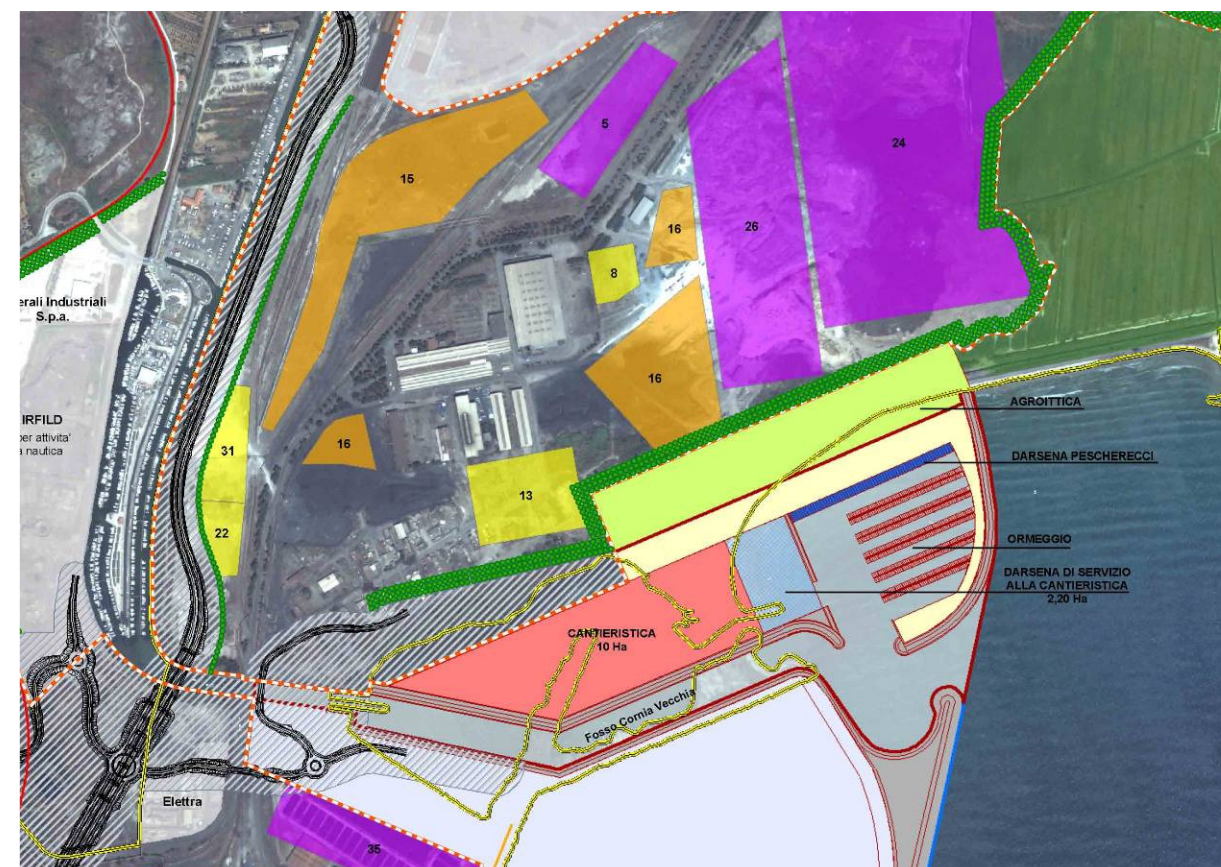 5
24
15
26
16
8
erali Industriali
S.p.a.
16
AGROITTICA
IRFILD
per attivita'
a nautica
31
16
DARSENA PESCHERECCI
13
22
ORMEGGIO
DARSENA DI SERVIZIO
ALLA CANTIERISTICA
2,20 Ha
CANTIERISTICA
10 Ha
Fosso Cornia Vecchia
Elettra
35